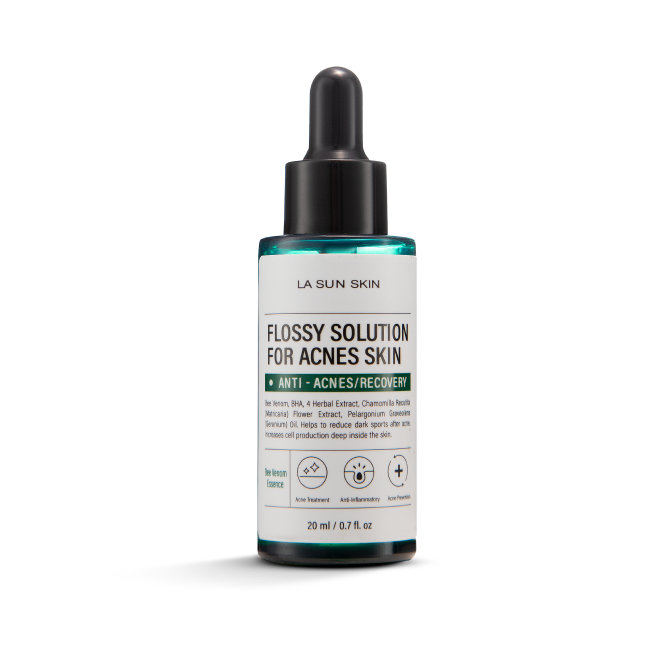 LA SUN SKIN
FLOSSY SOLUTION
FOR ACNES SKIN
• ANTI - ACNES/RECOVERY
Bee Venom, BHA, 4 Herbal Extract, Chamomilla Recutita
(Matricaria) Flower Extract, Pelargonium Graveolens
(Geranium) Oil. Helps to reduce dark sports after acne.
Increases cell production deep inside the skin.
Bee Venom
Essence
Acne Treatment Anti-Inflammatory Acne Prevention
20 ml / 0.7 fl. oz